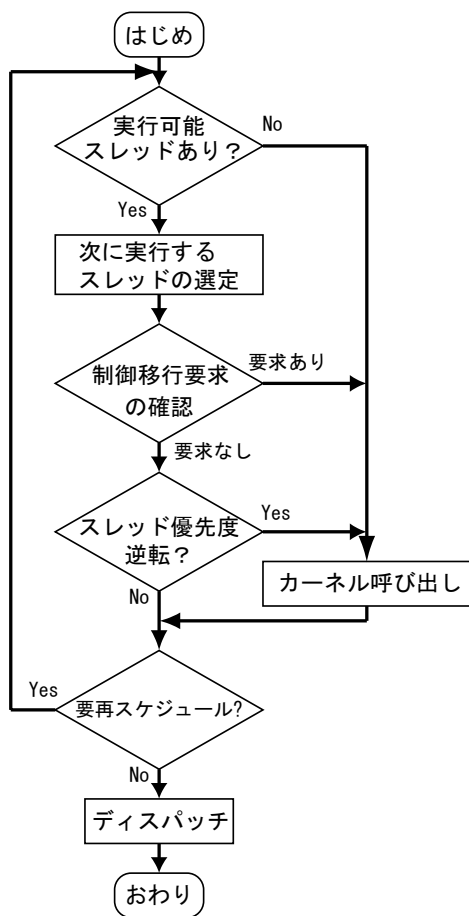 はじめ
実行可能
スレッドあり？
No
Yes
次に実行する
スレッドの選定
制御移行要求
の確認
要求あり
要求なし
スレッド優先度
逆転？
Yes
No
カーネル呼び出し
要再スケジュール?
Yes
No
ディスパッチ
おわり